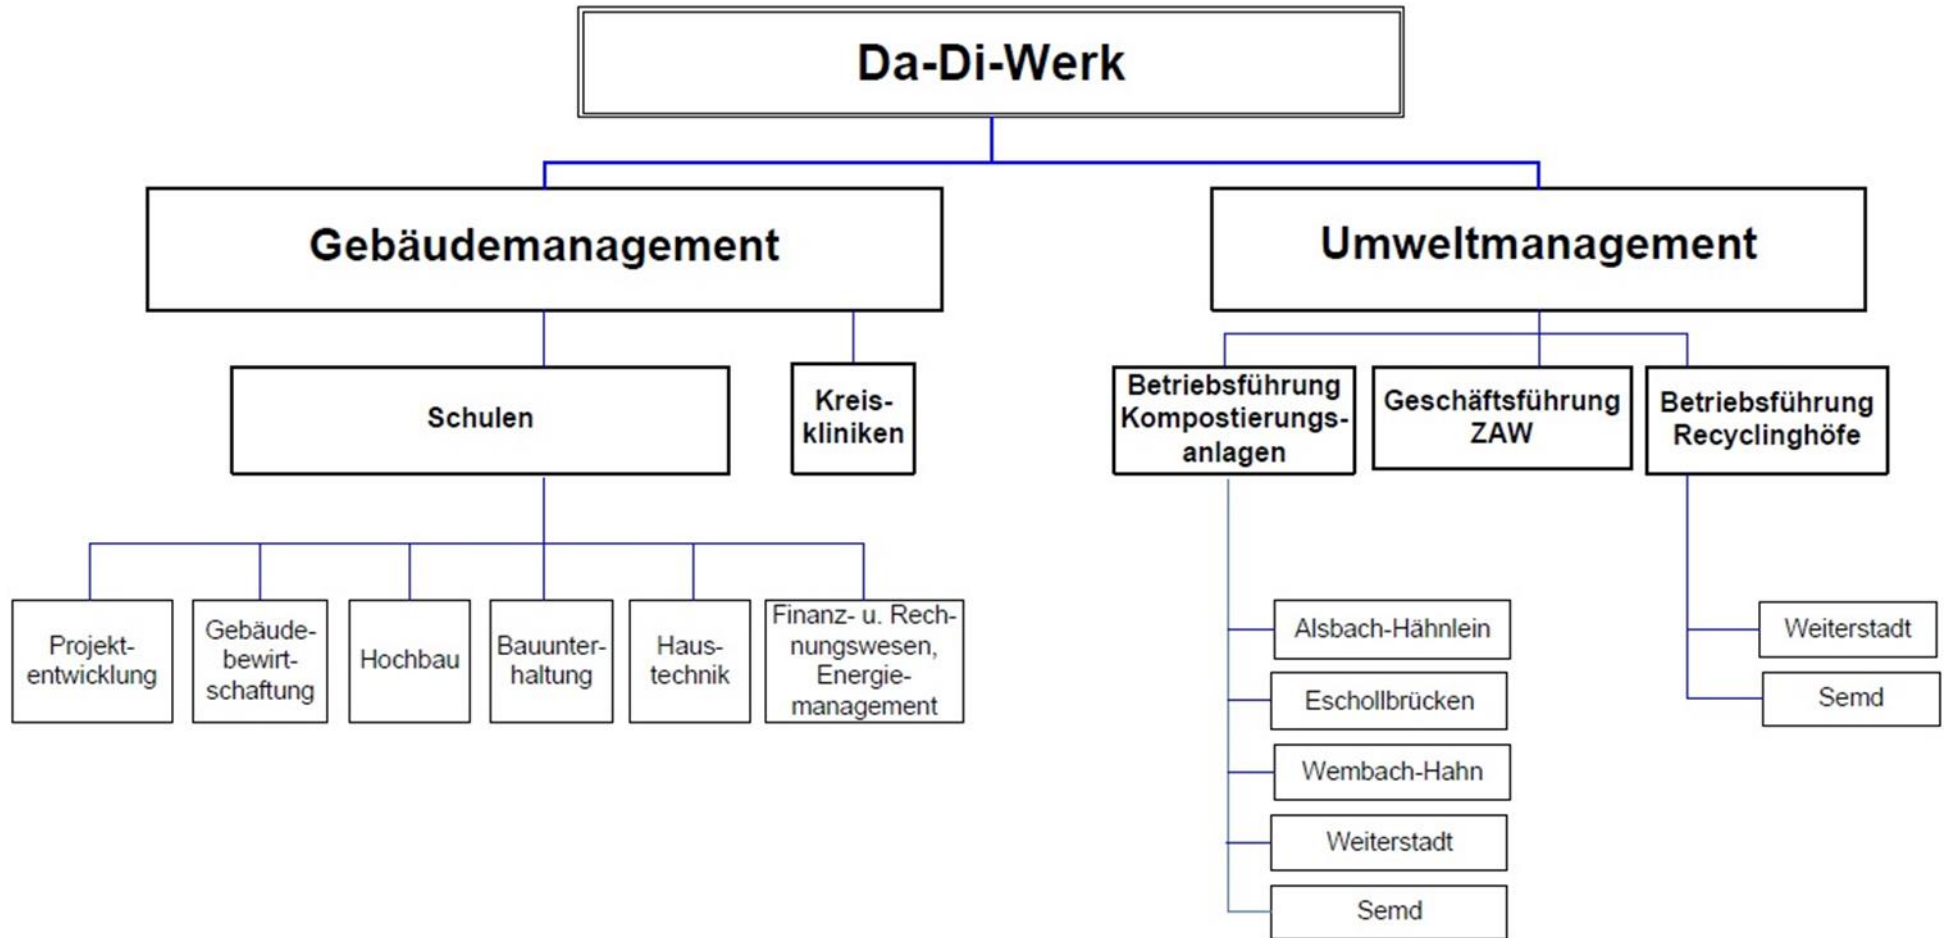 Da-Di-Werk
Gebäudemanagement
Umweltmanagement
Schulen
Kreis-
kliniken
Betriebsführung
Kompostierungs-
anlagen
Geschäftsführung
ZAW
Betriebsführung
Recyclinghöfe
Projekt-
entwicklung
Gebäude-
bewirt-
schaftung
Hochbau
Bauunter-
haltung
Haus-
technik
Finanz- u. Rech-
nungswesen,
Energie-
management
Alsbach-Hähnlein
Eschollbrücken
Wembach-Hahn
Weiterstadt
Semd
Weiterstadt
Semd